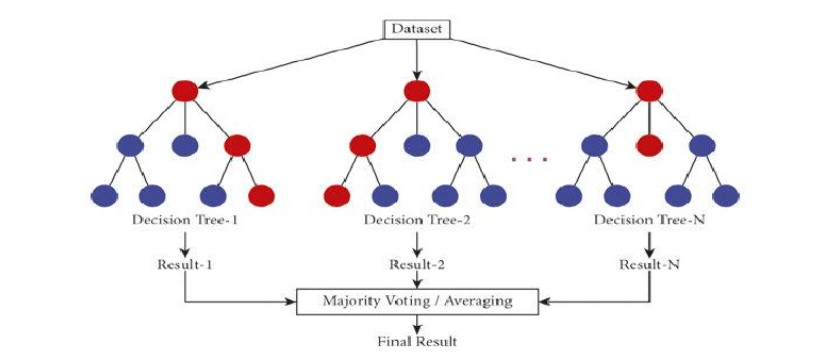 Dataset
. . .
Decision Tree-1
Decision Tree-2
Decision Tree-N
Result-1
Result-2
Result-N
Majority Voting / Averaging
Final Result